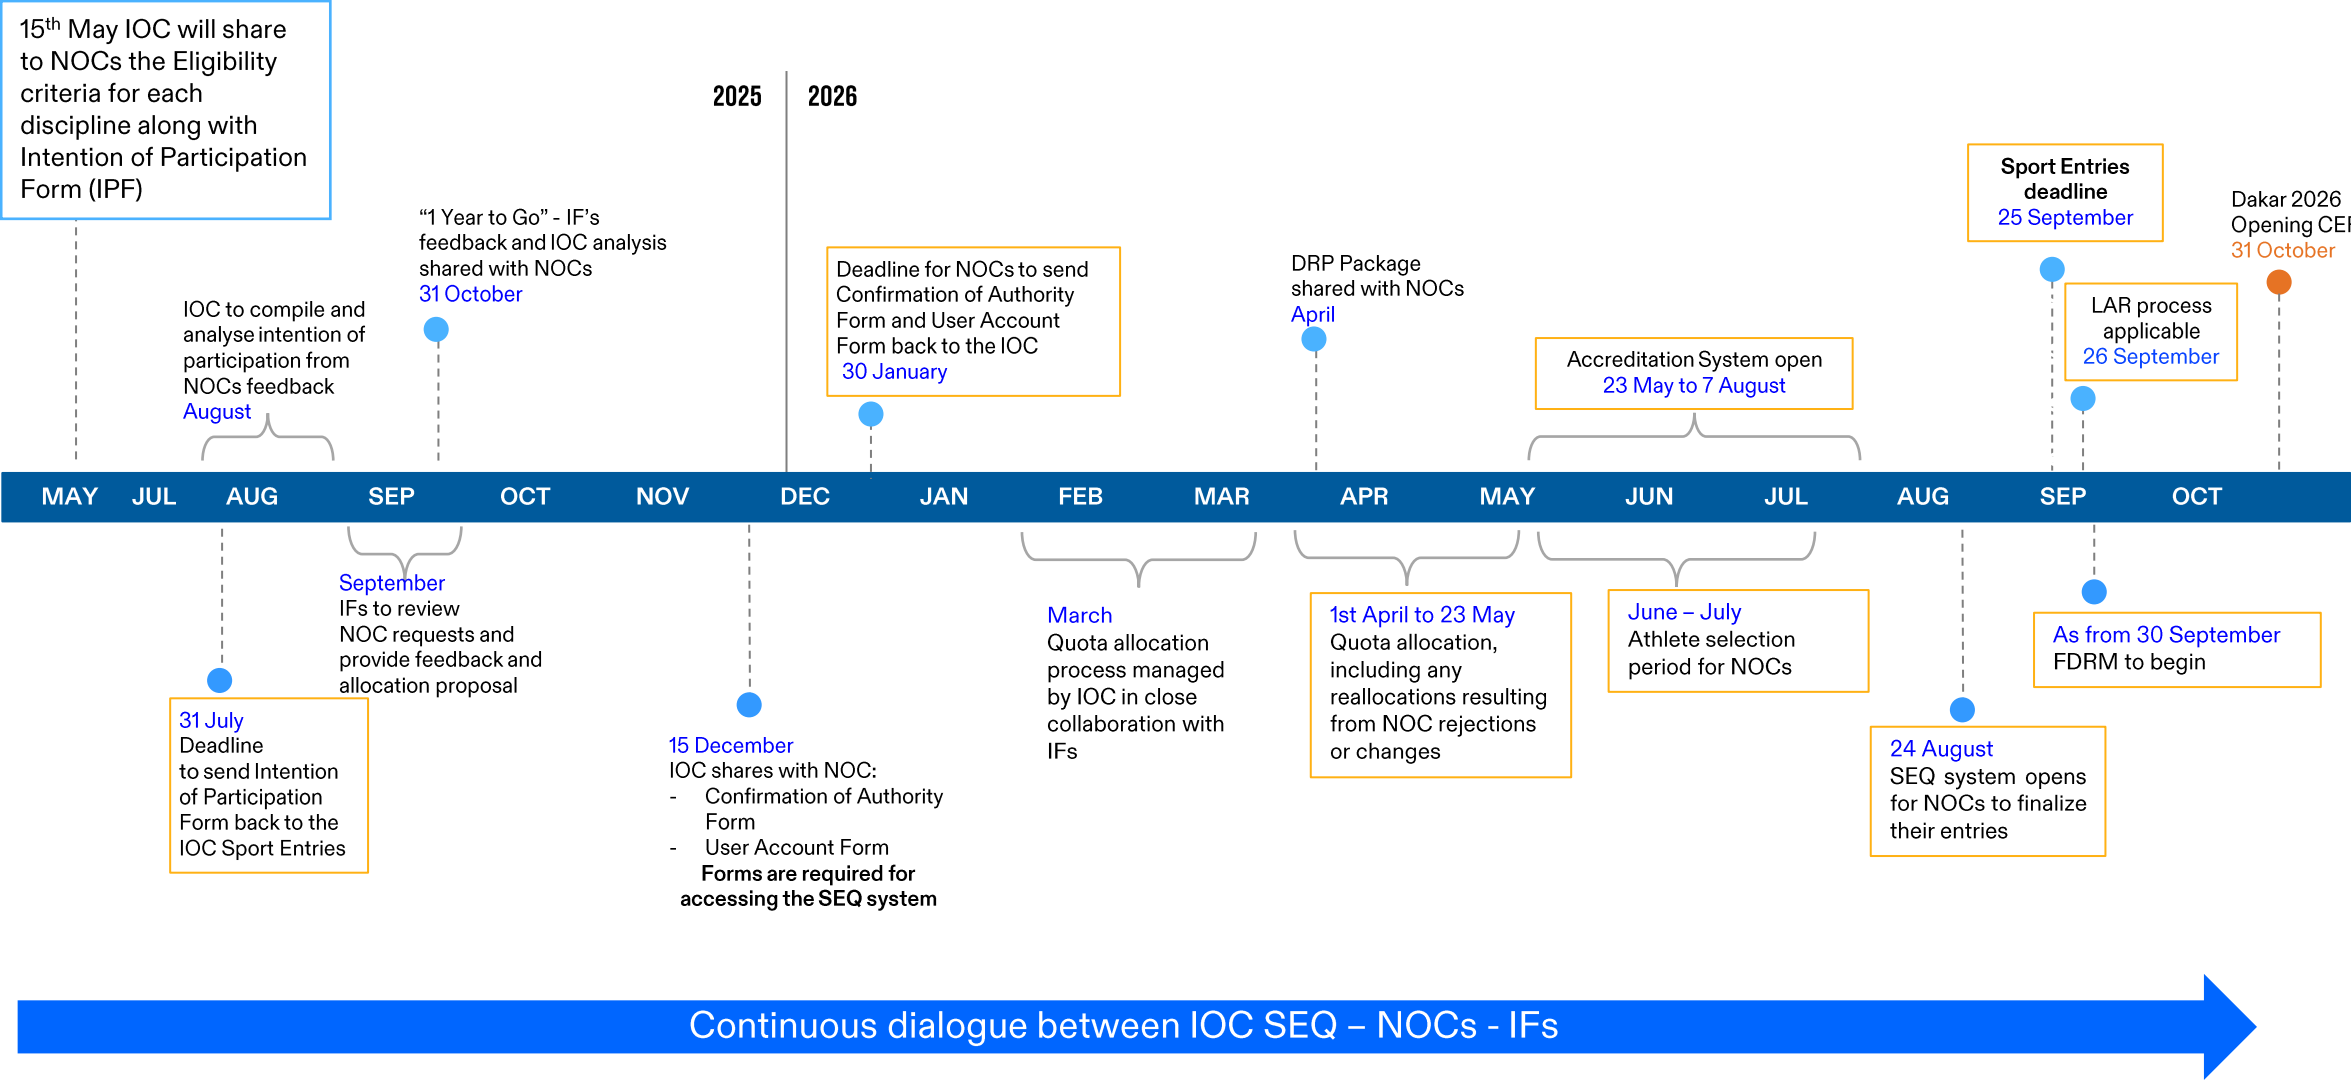 15th May IOC will share
to NOCs the Eligibility
criteria for each
discipline along with
Intention of Participation
Form (IPF)
2025
2026
IOC to compile and
analyse intention of
participation from
NOCs feedback
August
“1 Year to Go” - IF’s
feedback and IOC analysis
shared with NOCs
31 October
Deadline for NOCs to send
Confirmation of Authority
Form and User Account
Form back to the IOC
30 January
DRP Package
shared with NOCs
April
Accreditation System open
23 May to 7 August
Sport Entries
deadline
25 September
LAR process
applicable
26 September
Dakar 2026
Opening
31 October
MAY JUL AUG SEP OCT NOV DEC JAN FEB MAR APR MAY JUN JUL AUG SEP OCT
31 July
Deadline
to send Intention
of Participation
Form back to the
IOC Sport Entries
September
IFs to review
NOC requests and
provide feedback and
allocation proposal
15 December
IOC shares with NOC:
- Confirmation of Authority
Form
- User Account Form
Forms are required for
accessing the SEQ system
March
Quota allocation
process managed
by IOC in close
collaboration with
IFs
1st April to 23 May
Quota allocation,
including any
reallocations resulting
from NOC rejections
or changes
June – July
Athlete selection
period for NOCs
24 August
SEQ system opens
for NOCs to finalize
their entries
As from 30 September
FDRM to begin
Continuous dialogue between IOC SEQ – NOCs - IFs